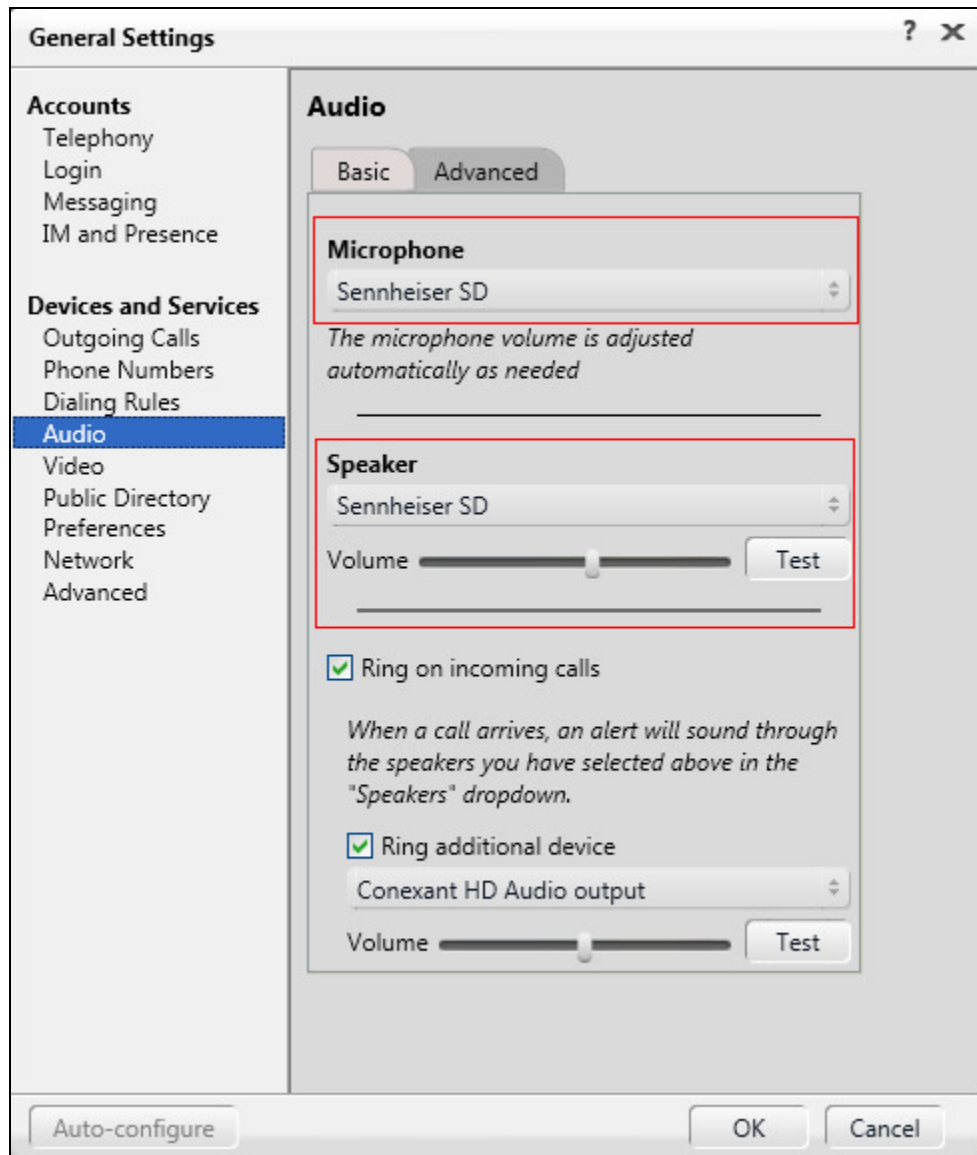 General Settings
?
Accounts
Telephony
Login
Messaging
IM and Presence
Devices and Services
Outgoing Calls
Phone Numbers
Dialing Rules
Audio
Video
Public Directory
Preferences
Network
Advanced
Audio
Basic Advanced
Microphone
Sennheiser SD
The microphone volume is adjusted
automatically as needed
Speaker
Sennheiser SD
Volume Test
Ring on incoming calls
When a call arrives, an alert will sound through
the speakers you have selected above in the
"Speakers" dropdown.
Ring additional device
Conexant HD Audio output
Volume Test
Auto-configure OK Cancel